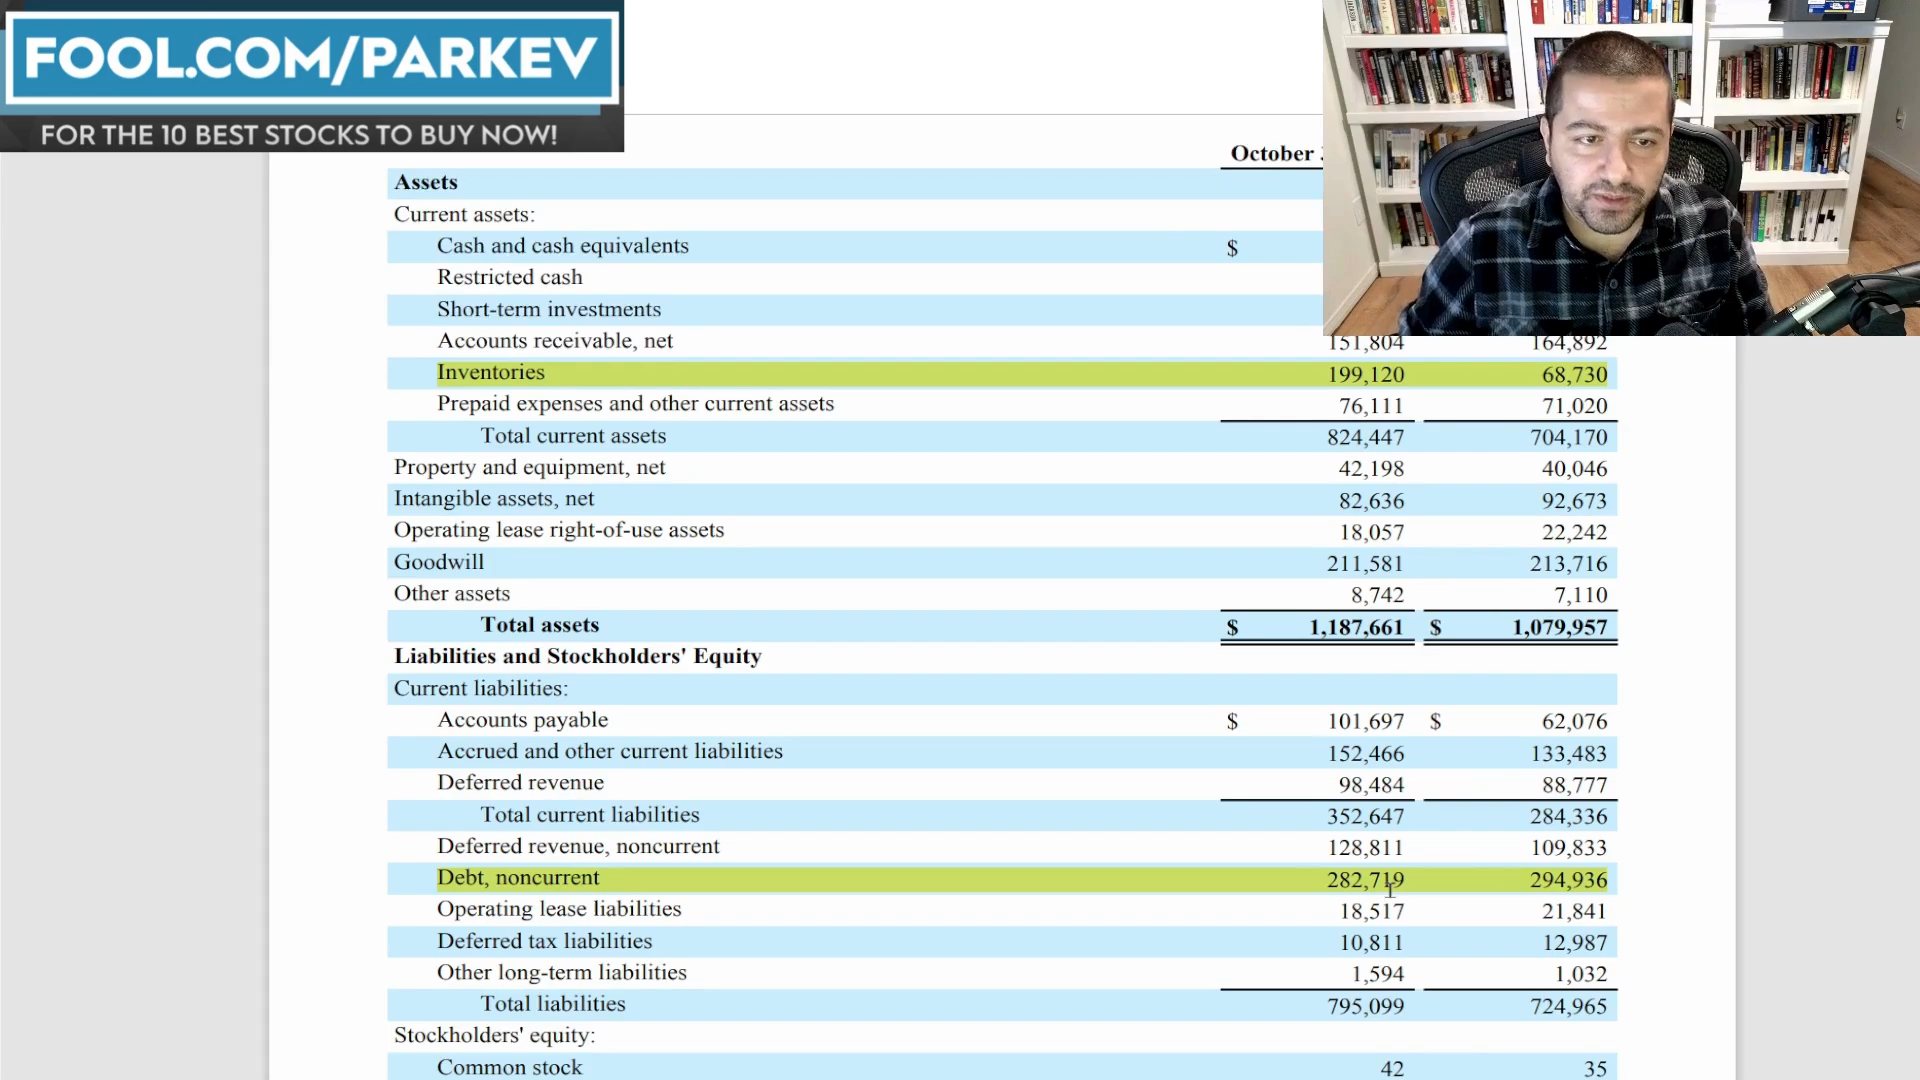 FOOL.COM/PARKEV
FOR THE 10 BEST STOCKS TO BUY NOW!
October
Assets
Current assets:
Cash and cash equivalents $
Restricted cash
Short-term investments
Accounts receivable, net 151,804 164,892
Inventories 199,120 68,730
Prepaid expenses and other current assets 76,111 71,020
Total current assets 824,447 704,170
Property and equipment, net 42,198 40,046
Intangible assets, net 82,636 92,673
Operating lease right-of-use assets 18,057 22,242
Goodwill 211,581 213,716
Other assets 8,742 7,110
Total assets $ 1,187,661 $ 1,079,957
Liabilities and Stockholders' Equity
Current liabilities:
Accounts payable $ 101,697 $ 62,076
Accrued and other current liabilities 152,466 133,483
Deferred revenue 98,484 88,777
Total current liabilities 352,647 284,336
Deferred revenue, noncurrent 128,811 109,833
Debt, noncurrent 282,719 294,936
Operating lease liabilities 18,517 21,841
Deferred tax liabilities 10,811 12,987
Other long-term liabilities 1,594 1,032
Total liabilities 795,099 724,965
Stockholders' equity:
Common stock 42 35